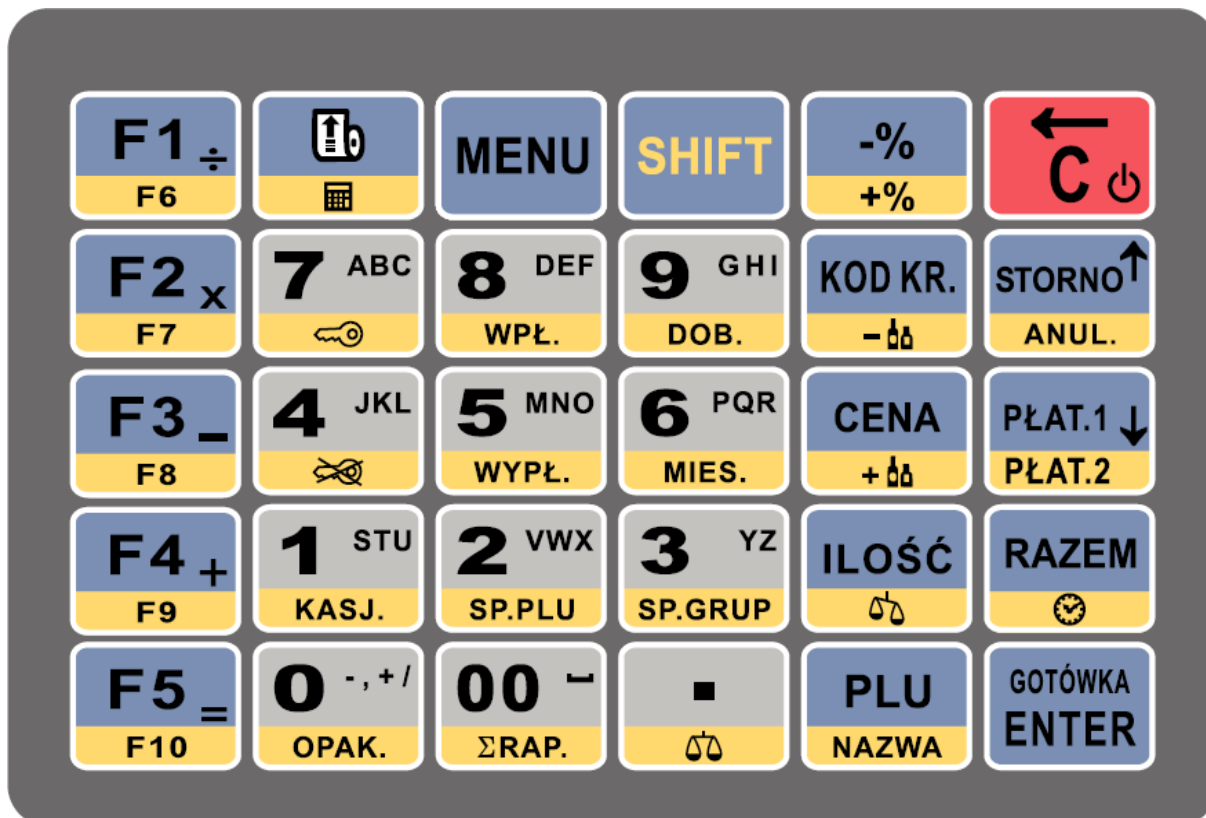 F1 ÷
F6
MENU
SHIFT
-%
+%
C
F2 x
F7
7 ABC
8 DEF
WPŁ.
9 GHI
DOB.
KOD KR.
-
STORNO
ANUL.
F3 -
F8
4 JKL
5 MNO
WYPŁ.
6 PQR
MIES.
CENA
+
PŁAT.1
PŁAT.2
F4 +
F9
1 STU
KASJ.
2 VWX
SP.PLU
3 YZ
SP.GRUP
ILOŚĆ
RAZEM
F5 =
F10
0 - , + /
OPAK.
00
ΣRAP.
.
PLU
NAZWA
GOTÓWKA
ENTER